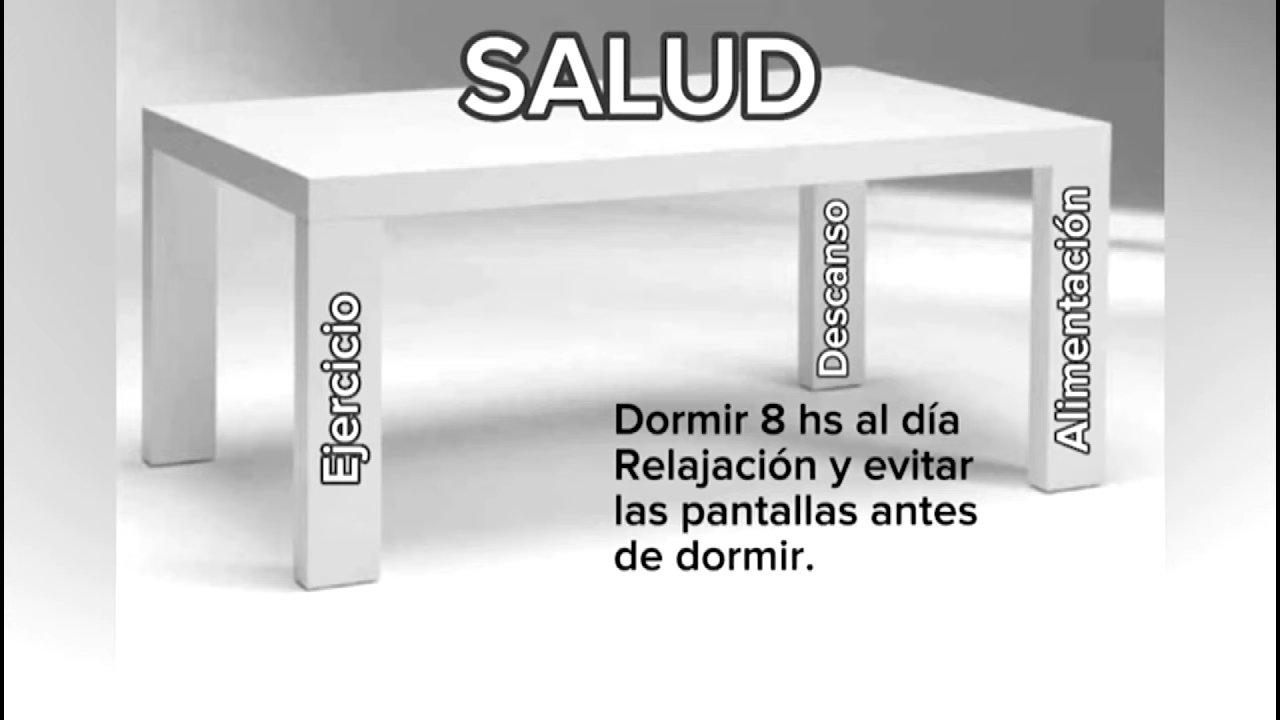 SALUD
Ejercicio
Descanso
Alimentación
Dormir 8 hs al día
Relajación y evitar
las pantallas antes
de dormir.